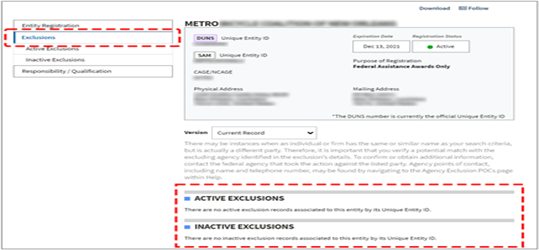 Download Follow
Entity Registration
Exclusions
Active Exclusions
Inactive Exclusions
Responsibility / Qualification
METRO
DUNS Unique Entity ID
SAM Unique Entity ID
CAGE/NCAGE
Physical Address
Expiration Date
Dec 15, 2021
Registration Status
Active
Purpose of Registration
Federal Assistance Awards Only
Mailing Address
*The DUNS number is currently the official Unique Entity ID
Version Current Record
There may be instances when an individual or firm has the same or similar name as your search criteria,
but is actually a different party. Therefore, it is important that you verify a potential match with the
excluding agency identified in the exclusion's details. To confirm or obtain additional information,
contact the federal agency that took the action against the listed party. Agency points of contact,
including name and telephone number, may be found by navigating to the Agency Exclusion POCs page
within Help.
ACTIVE EXCLUSIONS
There are no active exclusion records associated to this entity by its Unique Entity ID.
INACTIVE EXCLUSIONS
There are no inactive exclusion records associated to this entity by its Unique Entity ID.